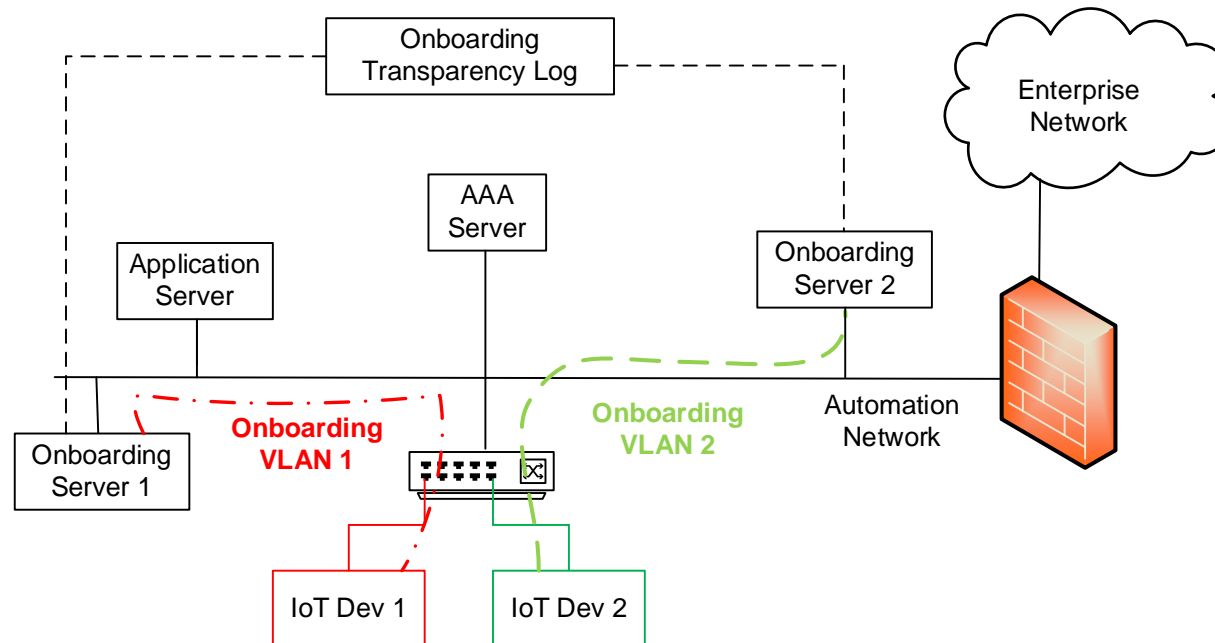 Onboarding
Transparency Log
Enterprise
Network
AAA
Server
Application
Server
Onboarding
Server 2
Onboarding
VLAN 1
Onboarding
VLAN 2
Automation
Network
Onboarding
Server 1
IoT Dev 1
IoT Dev 2